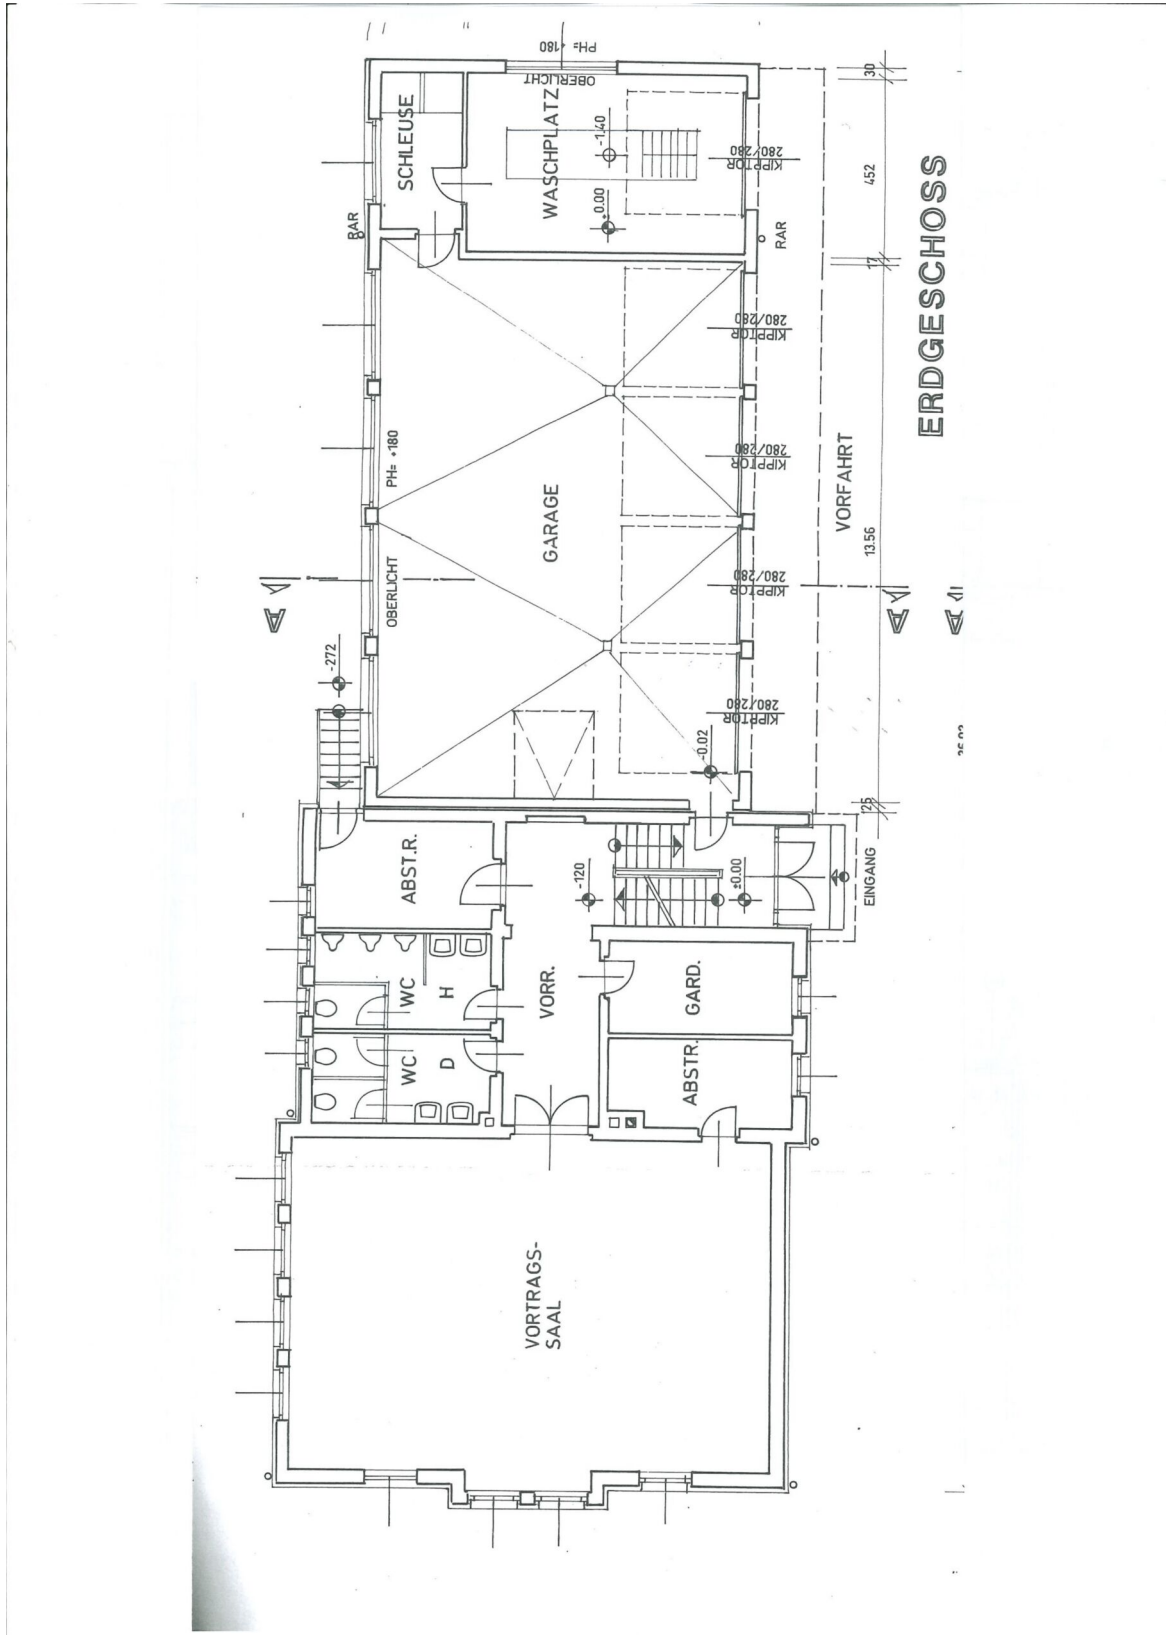 ERDGESCHOSS
SCHLEUSE
WASCHPLATZ
OBERLICHT
PH= +180
-1.40
±0.00
RAR
RAR
KIPPTOR
280/280
KIPPTOR
280/280
KIPPTOR
280/280
KIPPTOR
280/280
KIPPTOR
280/280
GARAGE
PH= +180
OBERLICHT
VORFAHRT
30
452
17
13.56
25
A
A
A
-272
-0.02
ABST.R.
-120
±0.00
EINGANG
WC
H
WC
D
VORR.
GARD.
ABSTR.
VORTRAGS-
SAAL